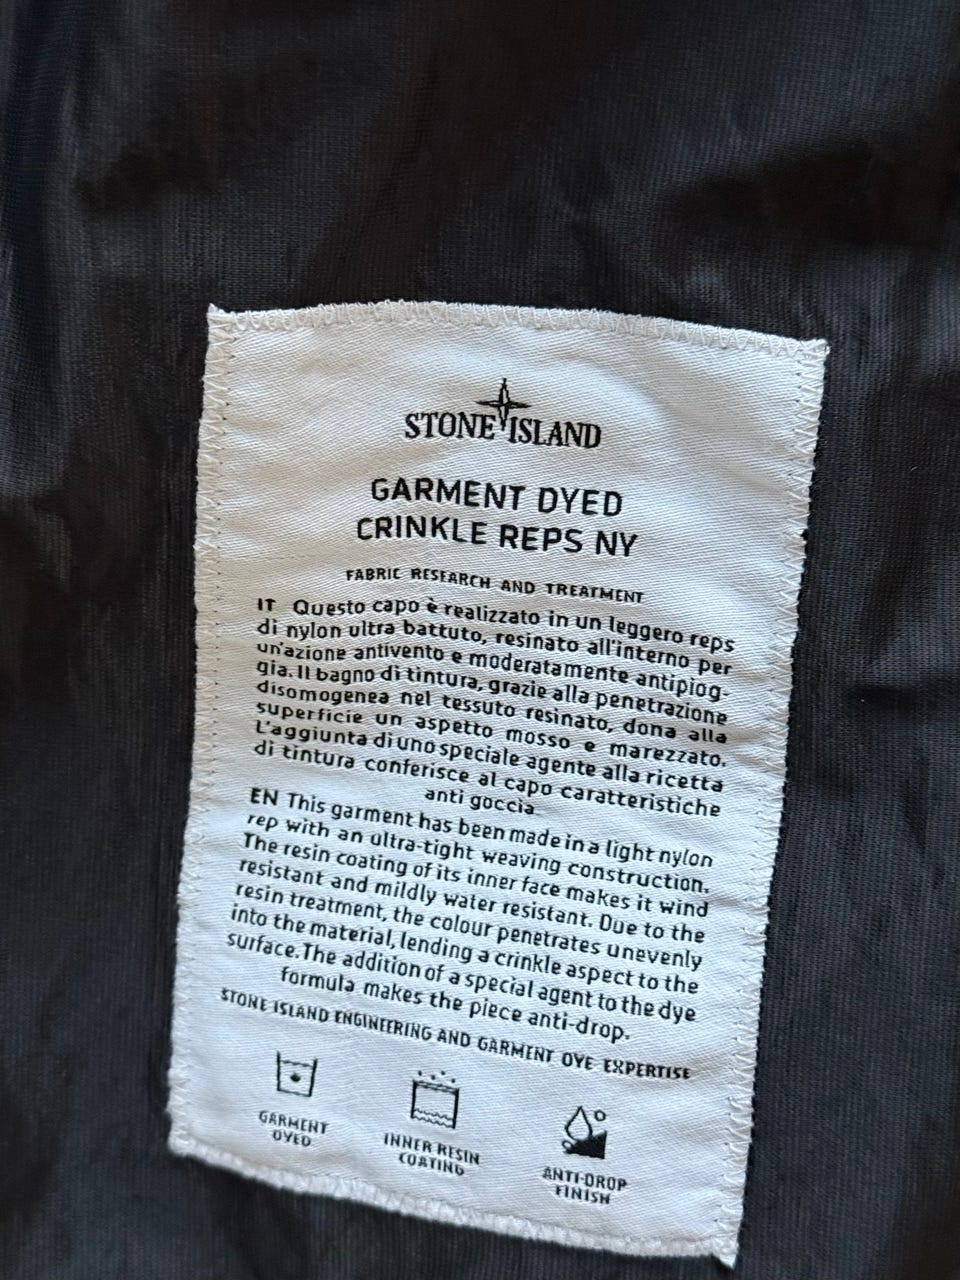 STONE ISLAND
GARMENT DYED
CRINKLE REPS NY
FABRIC RESEARCH AND TREATMENT
IT Questo capo è realizzato in un leggero reps
di nylon ultra battuto, resinato all'interno per
un'azione antivento e moderatamente antipiog-
gia. Il bagno di tintura, grazie alla penetrazione
disomogenea nel tessuto resinato, dona alla
superficie un aspetto mosso e marezzato.
L'aggiunta di uno speciale agente alla ricetta
di tintura conferisce al capo caratteristiche
anti goccia
EN This garment has been made in a light nylon
rep with an ultra-tight weaving construction.
The resin coating of its inner face makes it wind
resistant and mildly water resistant. Due to the
resin treatment, the colour penetrates unevenly
into the material, lending a crinkle aspect to the
surface. The addition of a special agent to the dye
formula makes the piece anti-drop.
STONE ISLAND ENGINEERING AND GARMENT DYE EXPERTISE
GARMENT
DYED
INNER RESIN
COATING
ANTI-DROP
FINISH